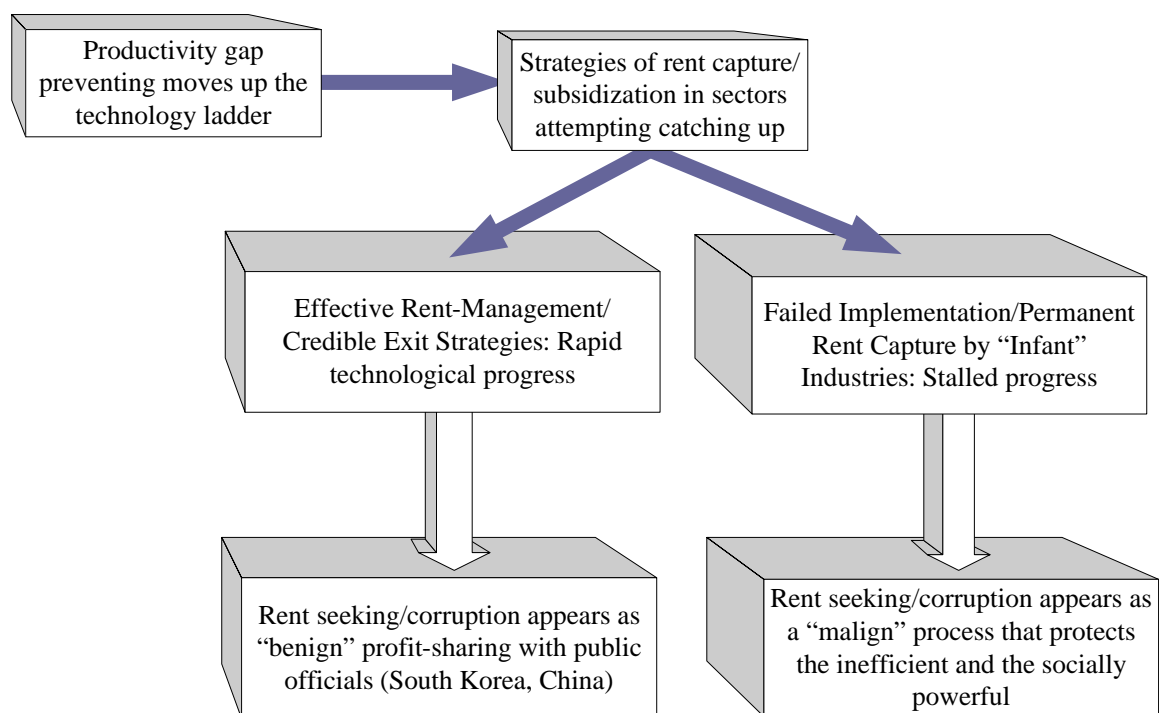 Productivity gap
preventing moves up the
technology ladder
Strategies of rent capture/
subsidization in sectors
attempting catching up
Effective Rent-Management/
Credible Exit Strategies: Rapid
technological progress
Failed Implementation/Permanent
Rent Capture by “Infant”
Industries: Stalled progress
Rent seeking/corruption appears as
“benign” profit-sharing with public
officials (South Korea, China)
Rent seeking/corruption appears as
a “malign” process that protects
the inefficient and the socially
powerful